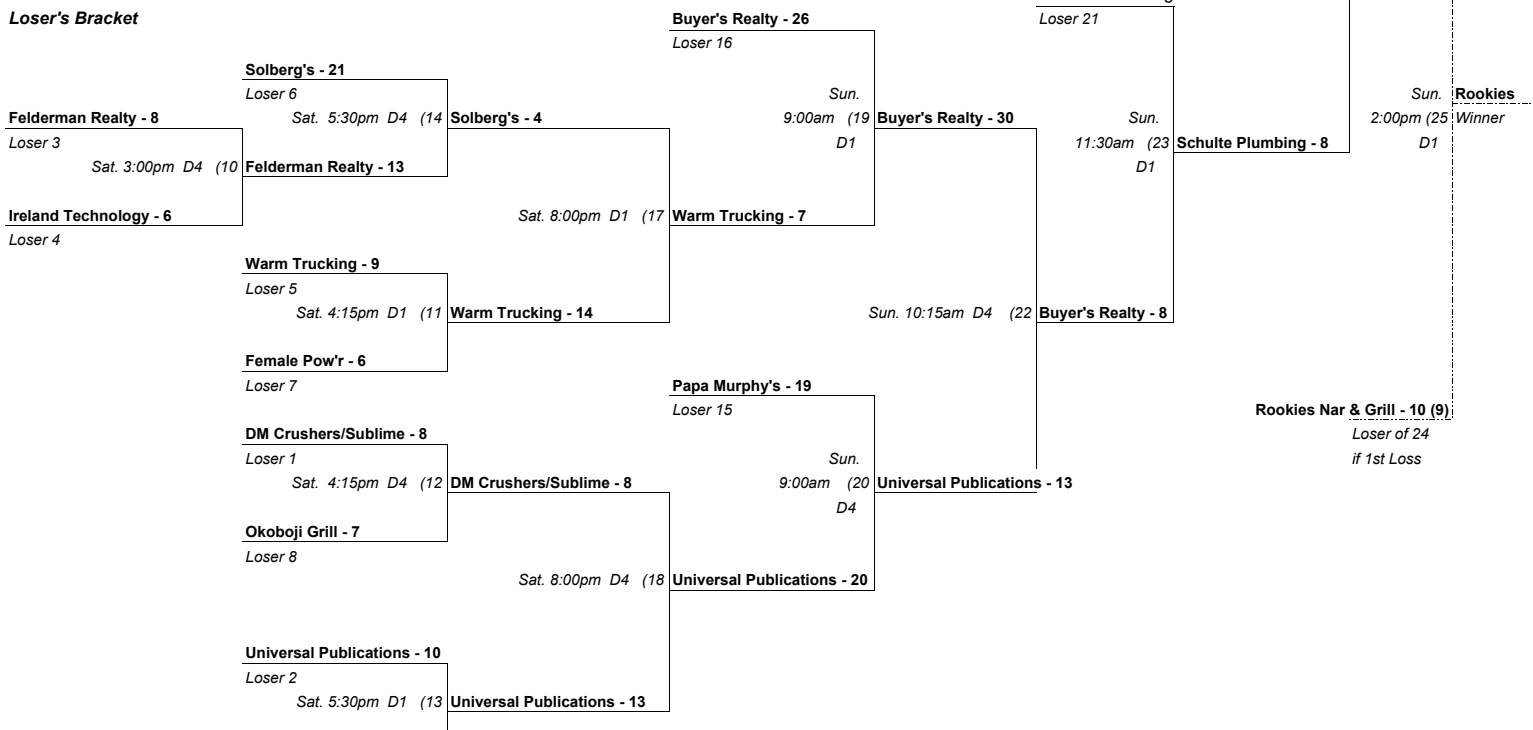 Loser's Bracket
Buyer's Realty - 26
Loser 21
Loser 16
Solberg's - 21
Loser 6
Sun.
Sun.
Rookies
Felderman Realty - 8
Sat. 5:30pm D4 (14
Solberg's - 4
9:00am (19
Buyer's Realty - 30
Sun.
2:00pm (25
Winner
Loser 3
D1
11:30am (23
Schulte Plumbing - 8
D1
Sat. 3:00pm D4 (10
Felderman Realty - 13
D1
Ireland Technology - 6
Sat. 8:00pm D1 (17
Warm Trucking - 7
Loser 4
Warm Trucking - 9
Loser 5
Sat. 4:15pm D1 (11
Warm Trucking - 14
Sun. 10:15am D4 (22
Buyer's Realty - 8
Female Pow'r - 6
Loser 7
Papa Murphy's - 19
Loser 15
Rookies Nar & Grill - 10 (9)
DM Crushers/Sublime - 8
Loser of 24
Loser 1
Sun.
if 1st Loss
Sat. 4:15pm D4 (12
DM Crushers/Sublime - 8
9:00am (20
Universal Publications - 13
D4
Okoboji Grill - 7
Loser 8
Sat. 8:00pm D4 (18
Universal Publications - 20
Universal Publications - 10
Loser 2
Sat. 5:30pm D1 (13
Universal Publications - 13